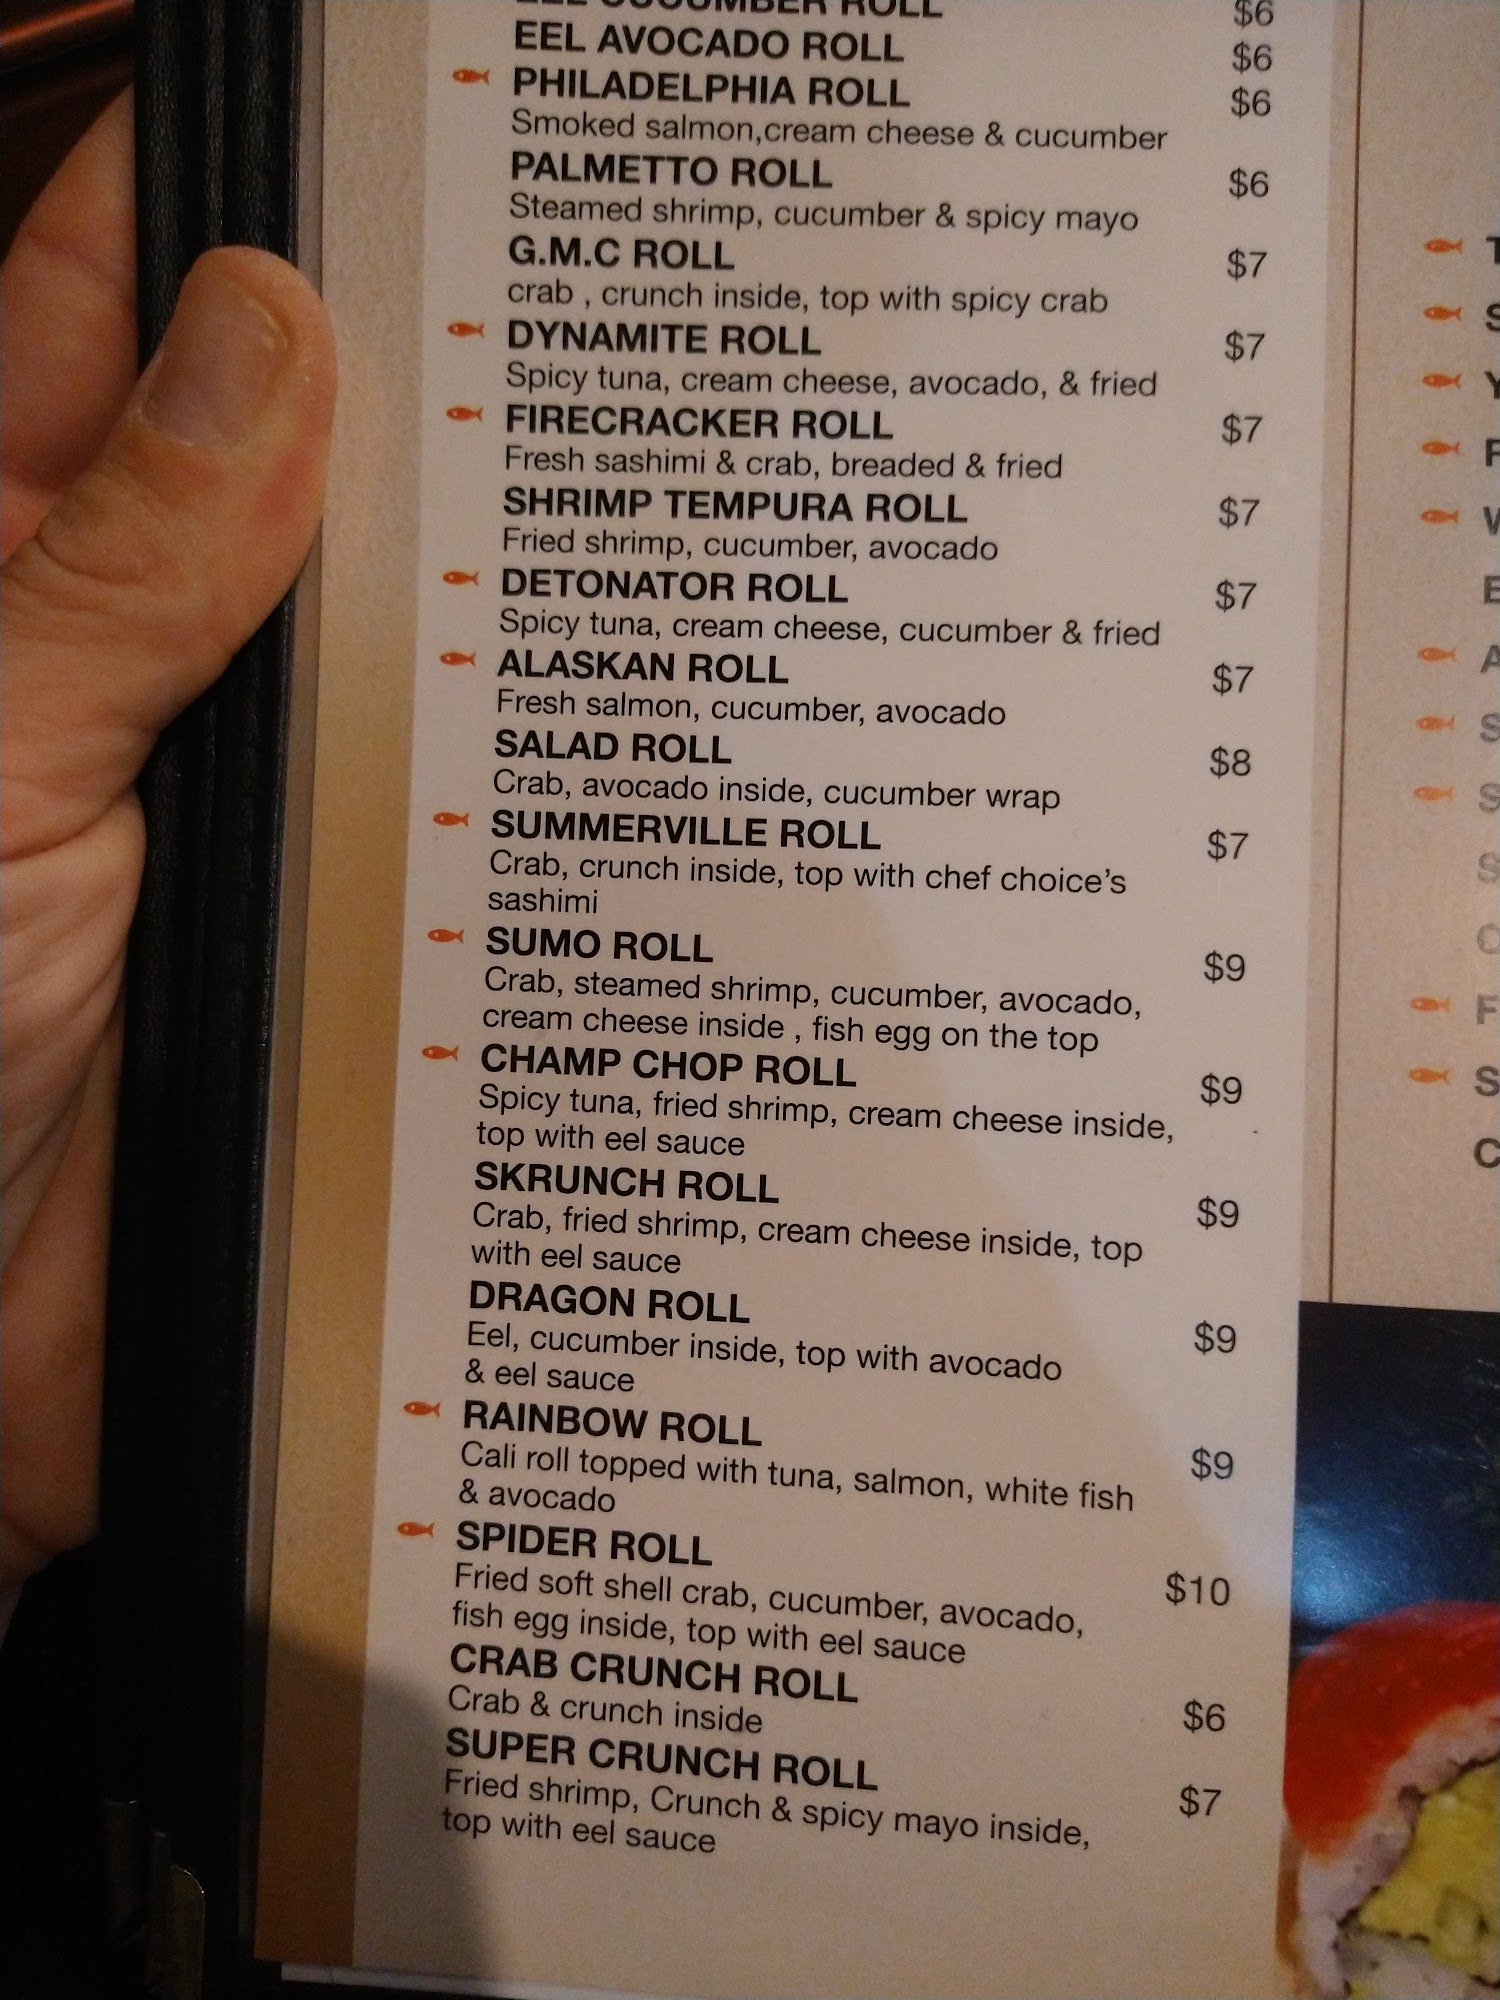 EEL CUCUMBER ROLL $6
EEL AVOCADO ROLL $6
PHILADELPHIA ROLL $6
Smoked salmon,cream cheese & cucumber
PALMETTO ROLL $6
Steamed shrimp, cucumber & spicy mayo
G.M.C ROLL $7
crab , crunch inside, top with spicy crab
DYNAMITE ROLL $7
Spicy tuna, cream cheese, avocado, & fried
FIRECRACKER ROLL $7
Fresh sashimi & crab, breaded & fried
SHRIMP TEMPURA ROLL $7
Fried shrimp, cucumber, avocado
DETONATOR ROLL $7
Spicy tuna, cream cheese, cucumber & fried
ALASKAN ROLL $7
Fresh salmon, cucumber, avocado
SALAD ROLL $8
Crab, avocado inside, cucumber wrap
SUMMERVILLE ROLL $7
Crab, crunch inside, top with chef choice's
sashimi
SUMO ROLL $9
Crab, steamed shrimp, cucumber, avocado,
cream cheese inside , fish egg on the top
CHAMP CHOP ROLL $9
Spicy tuna, fried shrimp, cream cheese inside,
top with eel sauce
SKRUNCH ROLL $9
Crab, fried shrimp, cream cheese inside, top
with eel sauce
DRAGON ROLL $9
Eel, cucumber inside, top with avocado
& eel sauce
RAINBOW ROLL $9
Cali roll topped with tuna, salmon, white fish
& avocado
SPIDER ROLL $10
Fried soft shell crab, cucumber, avocado,
fish egg inside, top with eel sauce
CRAB CRUNCH ROLL $6
Crab & crunch inside
SUPER CRUNCH ROLL $7
Fried shrimp, Crunch & spicy mayo inside,
top with eel sauce